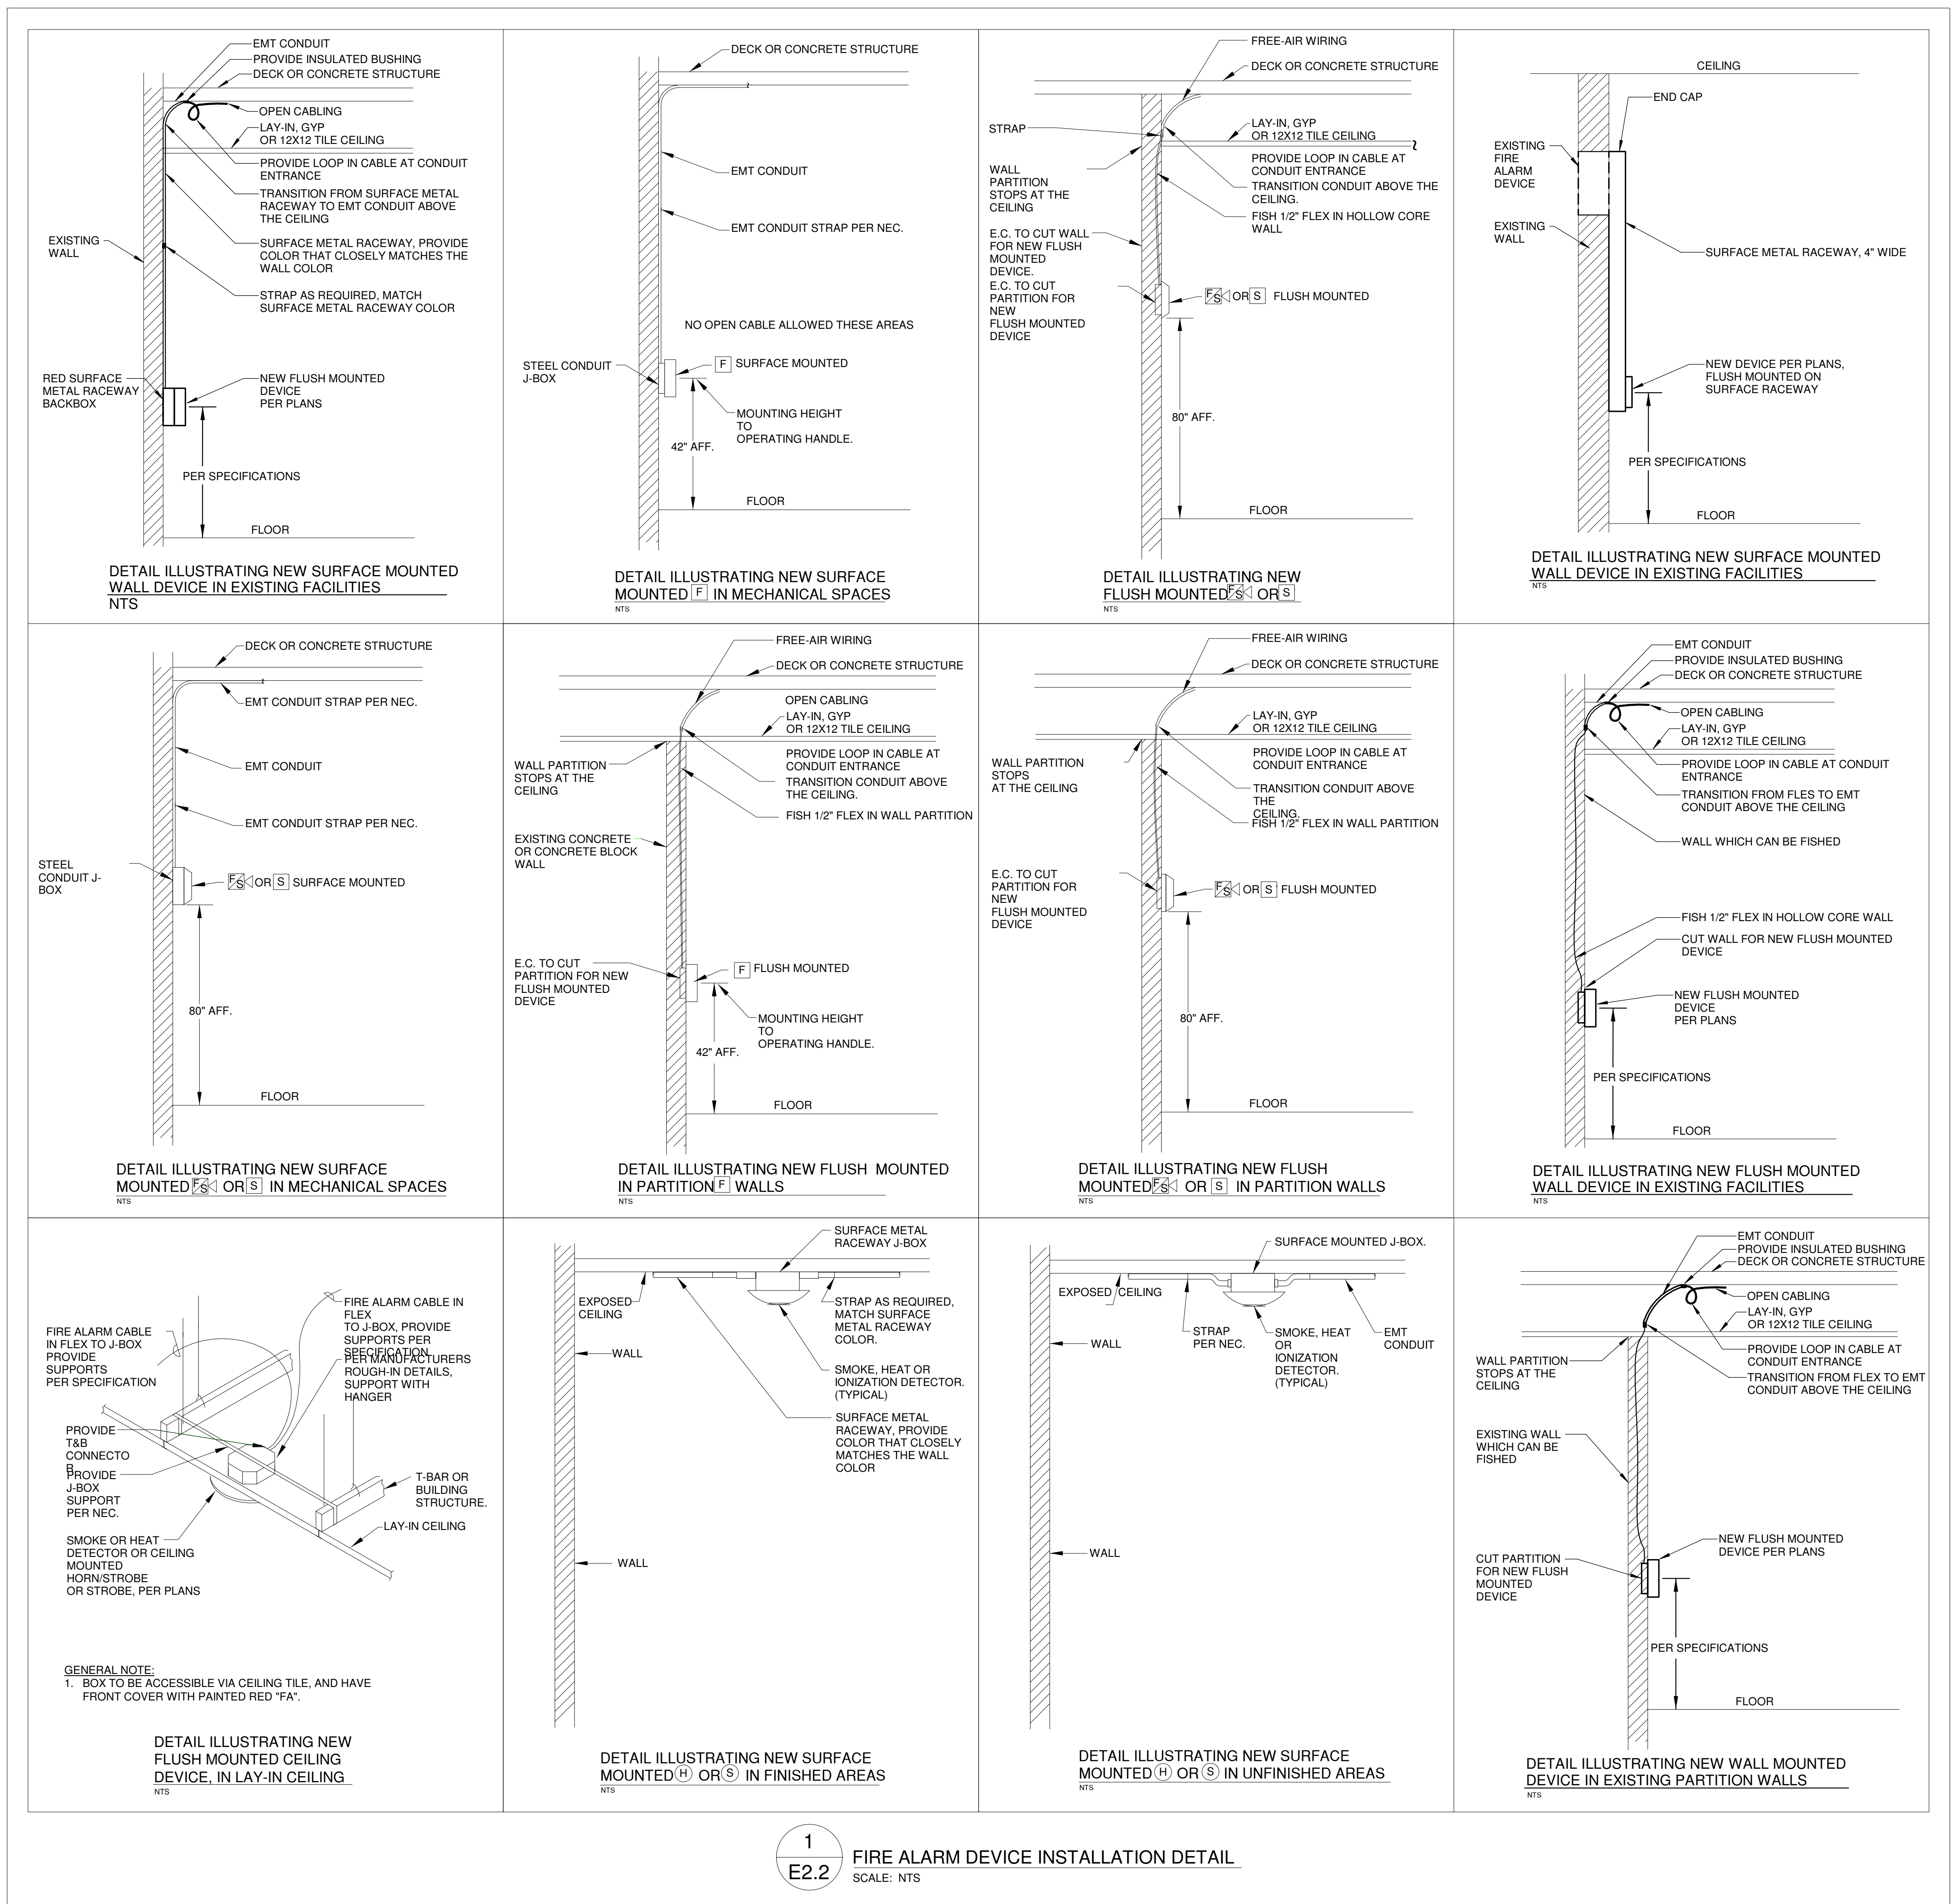 EMT CONDUIT
PROVIDE INSULATED BUSHING
DECK OR CONCRETE STRUCTURE
OPEN CABLING
LAY-IN, GYP
OR 12X12 TILE CEILING
PROVIDE LOOP IN CABLE AT CONDUIT
ENTRANCE
TRANSITION FROM SURFACE METAL
RACEWAY TO EMT CONDUIT ABOVE
THE CEILING
EXISTING
WALL
SURFACE METAL RACEWAY, PROVIDE
COLOR THAT CLOSELY MATCHES THE
WALL COLOR
STRAP AS REQUIRED, MATCH
SURFACE METAL RACEWAY COLOR
RED SURFACE
METAL RACEWAY
BACKBOX
NEW FLUSH MOUNTED
DEVICE
PER PLANS
PER SPECIFICATIONS
FLOOR
DETAIL ILLUSTRATING NEW SURFACE MOUNTED
WALL DEVICE IN EXISTING FACILITIES
NTS
DECK OR CONCRETE STRUCTURE
EMT CONDUIT
EMT CONDUIT STRAP PER NEC.
NO OPEN CABLE ALLOWED THESE AREAS
STEEL CONDUIT
J-BOX
F SURFACE MOUNTED
MOUNTING HEIGHT
TO
OPERATING HANDLE.
42" AFF.
FLOOR
DETAIL ILLUSTRATING NEW SURFACE
MOUNTED F IN MECHANICAL SPACES
NTS
FREE-AIR WIRING
DECK OR CONCRETE STRUCTURE
STRAP
LAY-IN, GYP
OR 12X12 TILE CEILING
PROVIDE LOOP IN CABLE AT
CONDUIT ENTRANCE
WALL
PARTITION
STOPS AT THE
CEILING
TRANSITION CONDUIT ABOVE THE
CEILING.
FISH 1/2" FLEX IN HOLLOW CORE
WALL
E.C. TO CUT WALL
FOR NEW FLUSH
MOUNTED
DEVICE.
E.C. TO CUT
PARTITION FOR
NEW
FLUSH MOUNTED
DEVICE
F S OR S FLUSH MOUNTED
80" AFF.
FLOOR
DETAIL ILLUSTRATING NEW
FLUSH MOUNTED F S OR S
NTS
CEILING
END CAP
EXISTING
FIRE
ALARM
DEVICE
EXISTING
WALL
SURFACE METAL RACEWAY, 4" WIDE
NEW DEVICE PER PLANS,
FLUSH MOUNTED ON
SURFACE RACEWAY
PER SPECIFICATIONS
FLOOR
DETAIL ILLUSTRATING NEW SURFACE MOUNTED
WALL DEVICE IN EXISTING FACILITIES
NTS
DECK OR CONCRETE STRUCTURE
EMT CONDUIT STRAP PER NEC.
EMT CONDUIT
EMT CONDUIT STRAP PER NEC.
STEEL
CONDUIT J-
BOX
F S OR S SURFACE MOUNTED
80" AFF.
FLOOR
DETAIL ILLUSTRATING NEW SURFACE
MOUNTED F S OR S IN MECHANICAL SPACES
NTS
FREE-AIR WIRING
DECK OR CONCRETE STRUCTURE
OPEN CABLING
LAY-IN, GYP
OR 12X12 TILE CEILING
PROVIDE LOOP IN CABLE AT
CONDUIT ENTRANCE
WALL PARTITION
STOPS AT THE
CEILING
TRANSITION CONDUIT ABOVE
THE CEILING.
FISH 1/2" FLEX IN WALL PARTITION
EXISTING CONCRETE
OR CONCRETE BLOCK
WALL
E.C. TO CUT
PARTITION FOR NEW
FLUSH MOUNTED
DEVICE
F FLUSH MOUNTED
MOUNTING HEIGHT
TO
OPERATING HANDLE.
42" AFF.
FLOOR
DETAIL ILLUSTRATING NEW FLUSH MOUNTED
IN PARTITION F WALLS
NTS
FREE-AIR WIRING
DECK OR CONCRETE STRUCTURE
LAY-IN, GYP
OR 12X12 TILE CEILING
PROVIDE LOOP IN CABLE AT
CONDUIT ENTRANCE
WALL PARTITION
STOPS
AT THE CEILING
TRANSITION CONDUIT ABOVE
THE
CEILING.
FISH 1/2" FLEX IN WALL PARTITION
E.C. TO CUT
PARTITION FOR
NEW
FLUSH MOUNTED
DEVICE
F S OR S FLUSH MOUNTED
80" AFF.
FLOOR
DETAIL ILLUSTRATING NEW FLUSH
MOUNTED F S OR S IN PARTITION WALLS
NTS
EMT CONDUIT
PROVIDE INSULATED BUSHING
DECK OR CONCRETE STRUCTURE
OPEN CABLING
LAY-IN, GYP
OR 12X12 TILE CEILING
PROVIDE LOOP IN CABLE AT CONDUIT
ENTRANCE
TRANSITION FROM FLES TO EMT
CONDUIT ABOVE THE CEILING
WALL WHICH CAN BE FISHED
FISH 1/2" FLEX IN HOLLOW CORE WALL
CUT WALL FOR NEW FLUSH MOUNTED
DEVICE
NEW FLUSH MOUNTED
DEVICE
PER PLANS
PER SPECIFICATIONS
FLOOR
DETAIL ILLUSTRATING NEW FLUSH MOUNTED
WALL DEVICE IN EXISTING FACILITIES
NTS
FIRE ALARM CABLE IN
FLEX
TO J-BOX, PROVIDE
SUPPORTS PER
SPECIFICATION
PER MANUFACTURERS
ROUGH-IN DETAILS,
SUPPORT WITH
HANGER
FIRE ALARM CABLE
IN FLEX TO J-BOX
PROVIDE
SUPPORTS
PER SPECIFICATION
PROVIDE
T&B
CONNECTO
R
PROVIDE
J-BOX
SUPPORT
PER NEC.
T-BAR OR
BUILDING
STRUCTURE.
LAY-IN CEILING
SMOKE OR HEAT
DETECTOR OR CEILING
MOUNTED
HORN/STROBE
OR STROBE, PER PLANS
GENERAL NOTE:
1. BOX TO BE ACCESSIBLE VIA CEILING TILE, AND HAVE
FRONT COVER WITH PAINTED RED "FA".
DETAIL ILLUSTRATING NEW
FLUSH MOUNTED CEILING
DEVICE, IN LAY-IN CEILING
NTS
SURFACE METAL
RACEWAY J-BOX
EXPOSED
CEILING
STRAP AS REQUIRED,
MATCH SURFACE
METAL RACEWAY
COLOR.
WALL
SMOKE, HEAT OR
IONIZATION DETECTOR.
(TYPICAL)
SURFACE METAL
RACEWAY, PROVIDE
COLOR THAT CLOSELY
MATCHES THE WALL
COLOR
WALL
DETAIL ILLUSTRATING NEW SURFACE
MOUNTED H OR S IN FINISHED AREAS
NTS
SURFACE MOUNTED J-BOX.
EXPOSED CEILING
STRAP
PER NEC.
SMOKE, HEAT
OR
IONIZATION
DETECTOR.
(TYPICAL)
EMT
CONDUIT
WALL
WALL
DETAIL ILLUSTRATING NEW SURFACE
MOUNTED H OR S IN UNFINISHED AREAS
NTS
EMT CONDUIT
PROVIDE INSULATED BUSHING
DECK OR CONCRETE STRUCTURE
OPEN CABLING
LAY-IN, GYP
OR 12X12 TILE CEILING
PROVIDE LOOP IN CABLE AT
CONDUIT ENTRANCE
WALL PARTITION
STOPS AT THE
CEILING
TRANSITION FROM FLEX TO EMT
CONDUIT ABOVE THE CEILING
EXISTING WALL
WHICH CAN BE
FISHED
NEW FLUSH MOUNTED
DEVICE PER PLANS
CUT PARTITION
FOR NEW FLUSH
MOUNTED
DEVICE
PER SPECIFICATIONS
FLOOR
DETAIL ILLUSTRATING NEW WALL MOUNTED
DEVICE IN EXISTING PARTITION WALLS
NTS
1
E2.2
FIRE ALARM DEVICE INSTALLATION DETAIL
SCALE: NTS